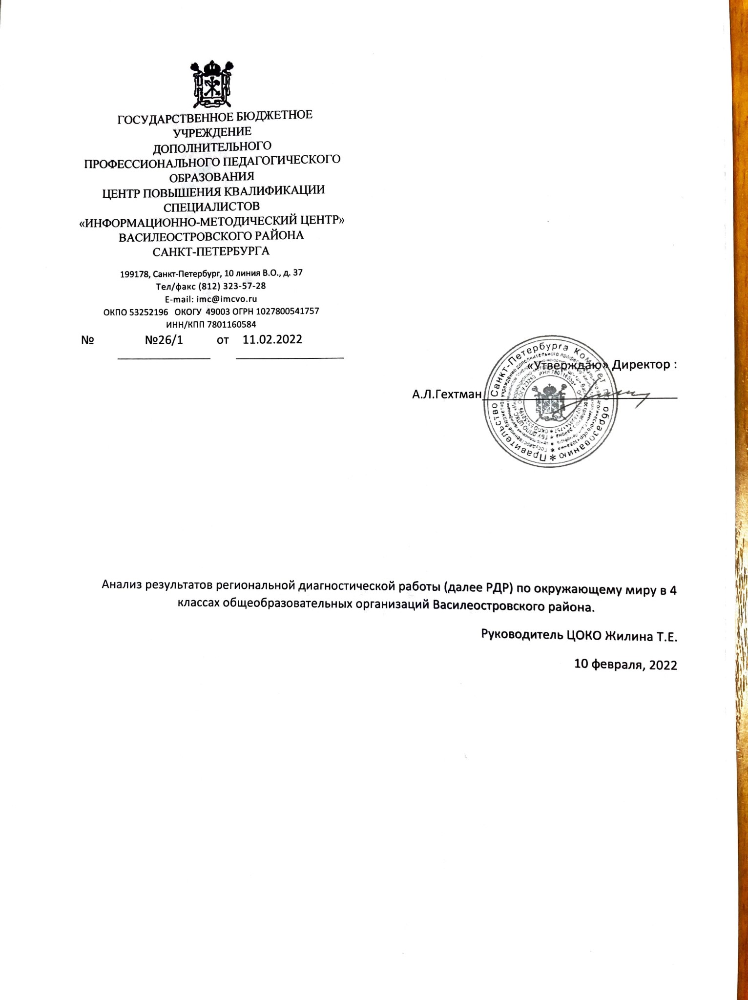 ГОСУДАРСТВЕННОЕ БЮДЖЕТНОЕ
УЧРЕЖДЕНИЕ
ДОПОЛНИТЕЛЬНОГО
ПРОФЕССИОНАЛЬНОГО ПЕДАГОГИЧЕСКОГО
ОБРАЗОВАНИЯ
ЦЕНТР ПОВЫШЕНИЯ КВАЛИФИКАЦИИ
СПЕЦИАЛИСТОВ
«ИНФОРМАЦИОННО-МЕТОДИЧЕСКИЙ ЦЕНТР»
ВАСИЛЕОСТРОВСКОГО РАЙОНА
САНКТ-ПЕТЕРБУРГА
199178, Санкт-Петербург, 10 линия В.О., д. 37
Тел/факс (812) 323-57-28
E-mail: imc@imcvo.ru
ОКПО 53252196 ОКОГУ 49003 ОГРН 1027800541757
ИНН/КПП 7801160584
№ №26/1 от 11.02.2022
«Утверждаю» Директор :
А.Л.Гехтман
Правительство Санкт-Петербурга Комитет по образованию
Анализ результатов региональной диагностической работы (далее РДР) по окружающему миру в 4
классах общеобразовательных организаций Василеостровского района.
Руководитель ЦОКО Жилина Т.Е.
10 февраля, 2022